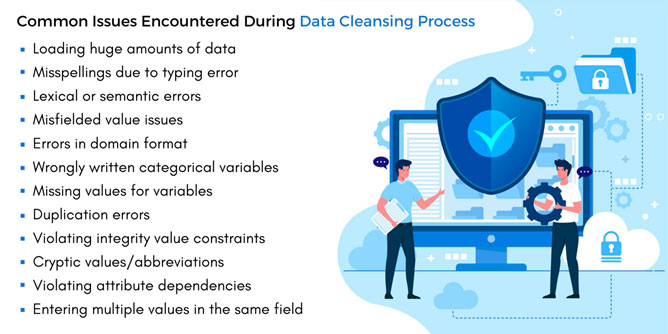 Common Issues Encountered During Data Cleansing Process
Loading huge amounts of data
Misspellings due to typing error
Lexical or semantic errors
Misfielded value issues
Errors in domain format
Wrongly written categorical variables
Missing values for variables
Duplication errors
Violating integrity value constraints
Cryptic values/abbreviations
Violating attribute dependencies
Entering multiple values in the same field